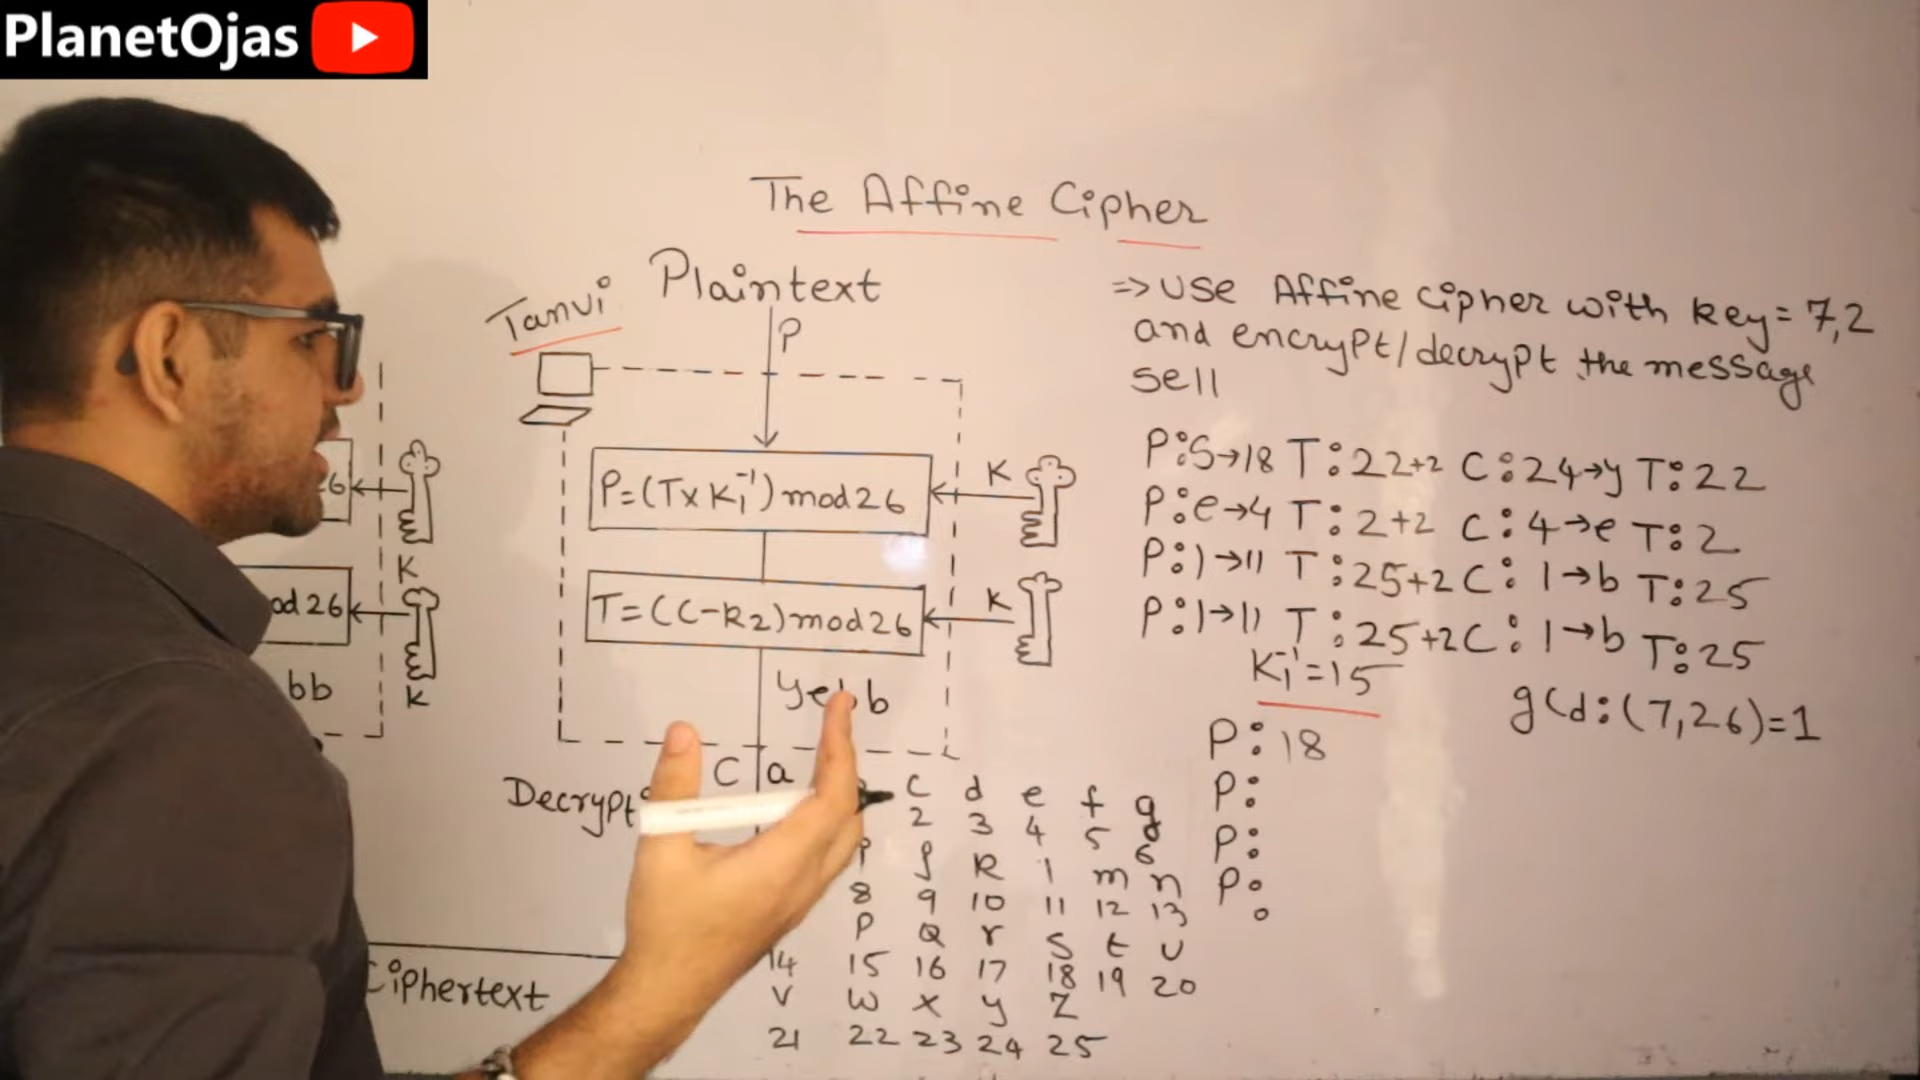 PlanetOjas
The Affine Cipher
Tanvi
Plaintext
P
P=(T×K₁⁻¹)mod26
K
T=(C-k2)mod26
K
26
K
od26
K
bb
C
Decrypt
Ciphertext
=>Use Affine cipher with key=7,2
and encrypt/decrypt the message
sell
P:S→18 T:22+2 C:24→y T:22
P:e→4 T:2+2 C:4→e T:2
P:l→11 T:25+2 C:1→b T:25
P:l→11 T:25+2 C:1→b T:25
K₁⁻¹=15
gcd:(7,26)=1
P:18
P:
P:
P:
a c d e f g
2 3 4 5 6
j k l m n
8 9 10 11 12 13
P Q r S t U
14 15 16 17 18 19 20
V W X y Z
21 22 23 24 25